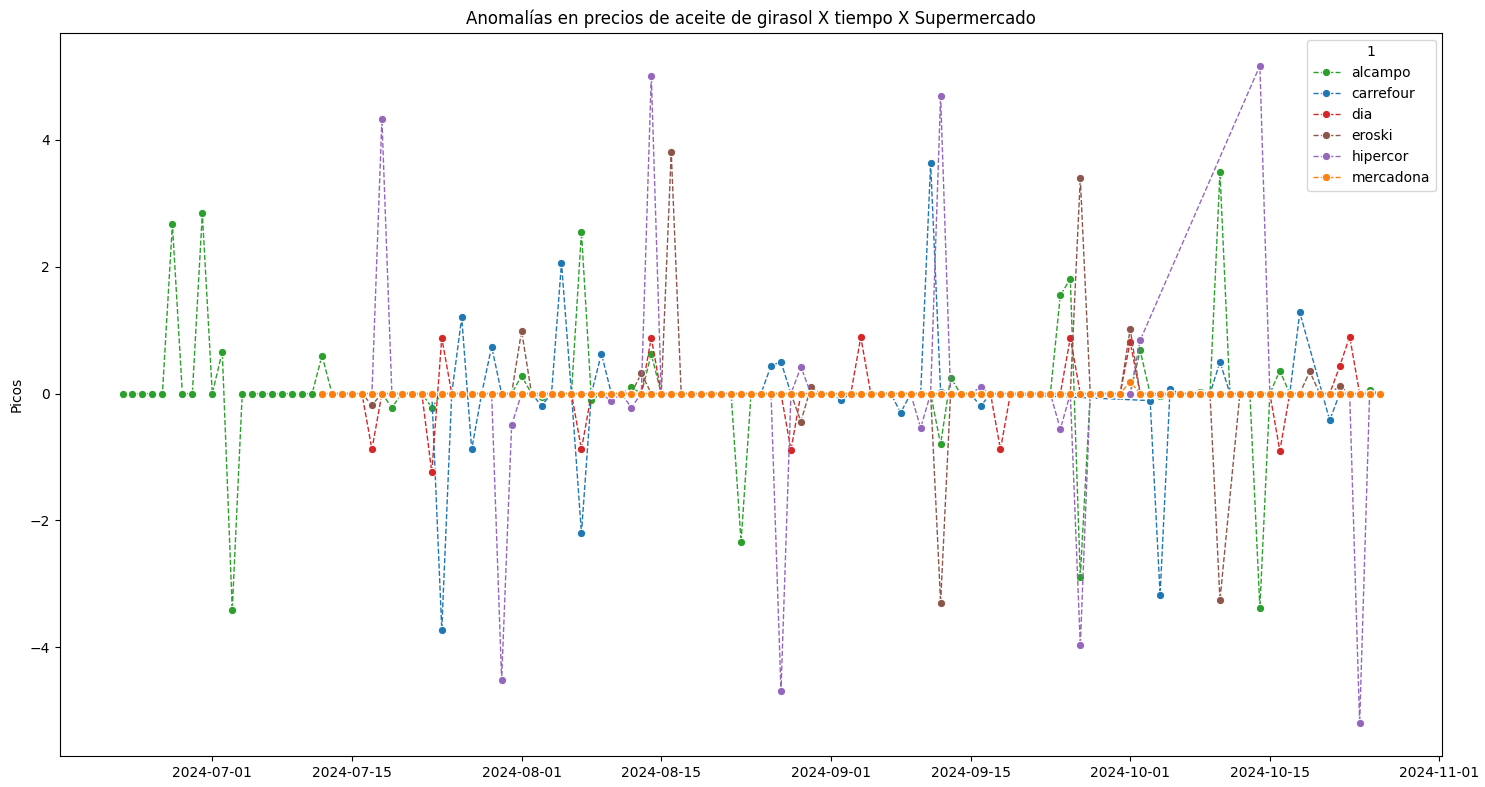 Anomalías en precios de aceite de girasol X tiempo X Supermercado
1
alcampo
carrefour
dia
eroski
hipercor
mercadona
Picos
4
2
0
−2
−4
2024-07-01 2024-07-15 2024-08-01 2024-08-15 2024-09-01 2024-09-15 2024-10-01 2024-10-15 2024-11-01